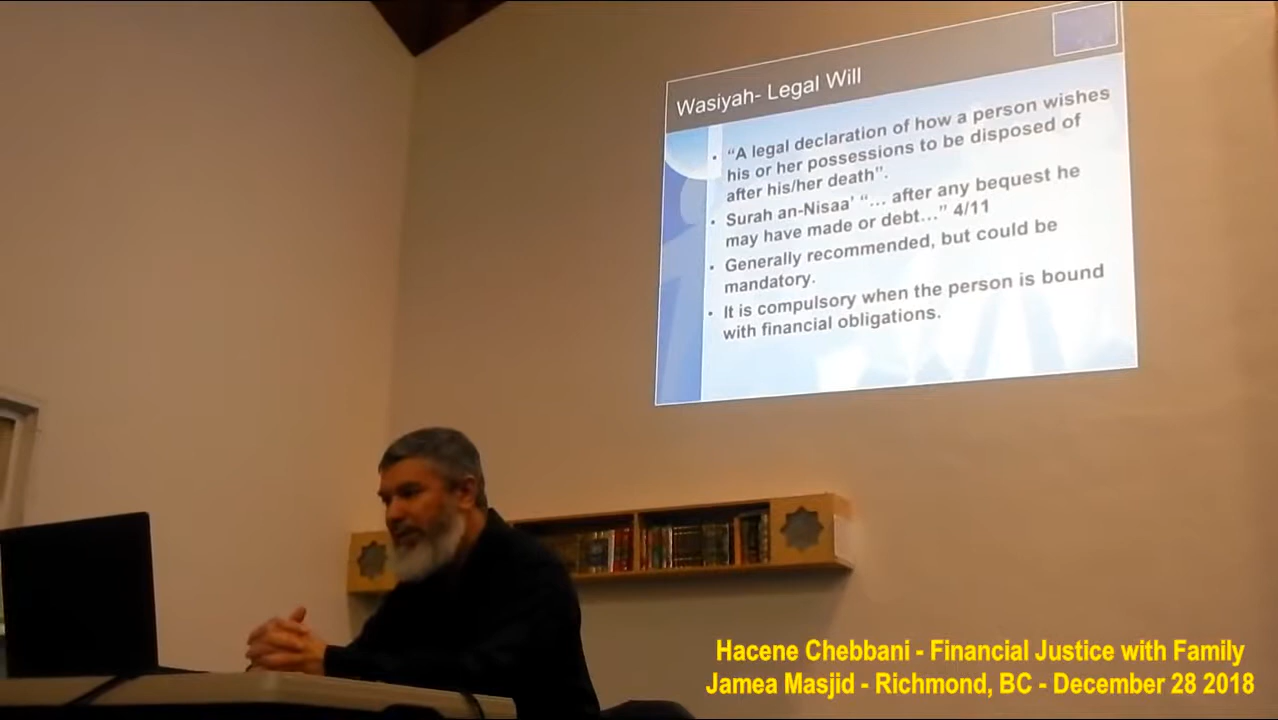 Wasiyah- Legal Will
• “A legal declaration of how a person wishes
his or her possessions to be disposed of
after his/her death”.
• Surah an-Nisaa’ “… after any bequest he
may have made or debt…” 4/11
• Generally recommended, but could be
mandatory.
• It is compulsory when the person is bound
with financial obligations.
Hacene Chebbani - Financial Justice with Family
Jamea Masjid - Richmond, BC - December 28 2018